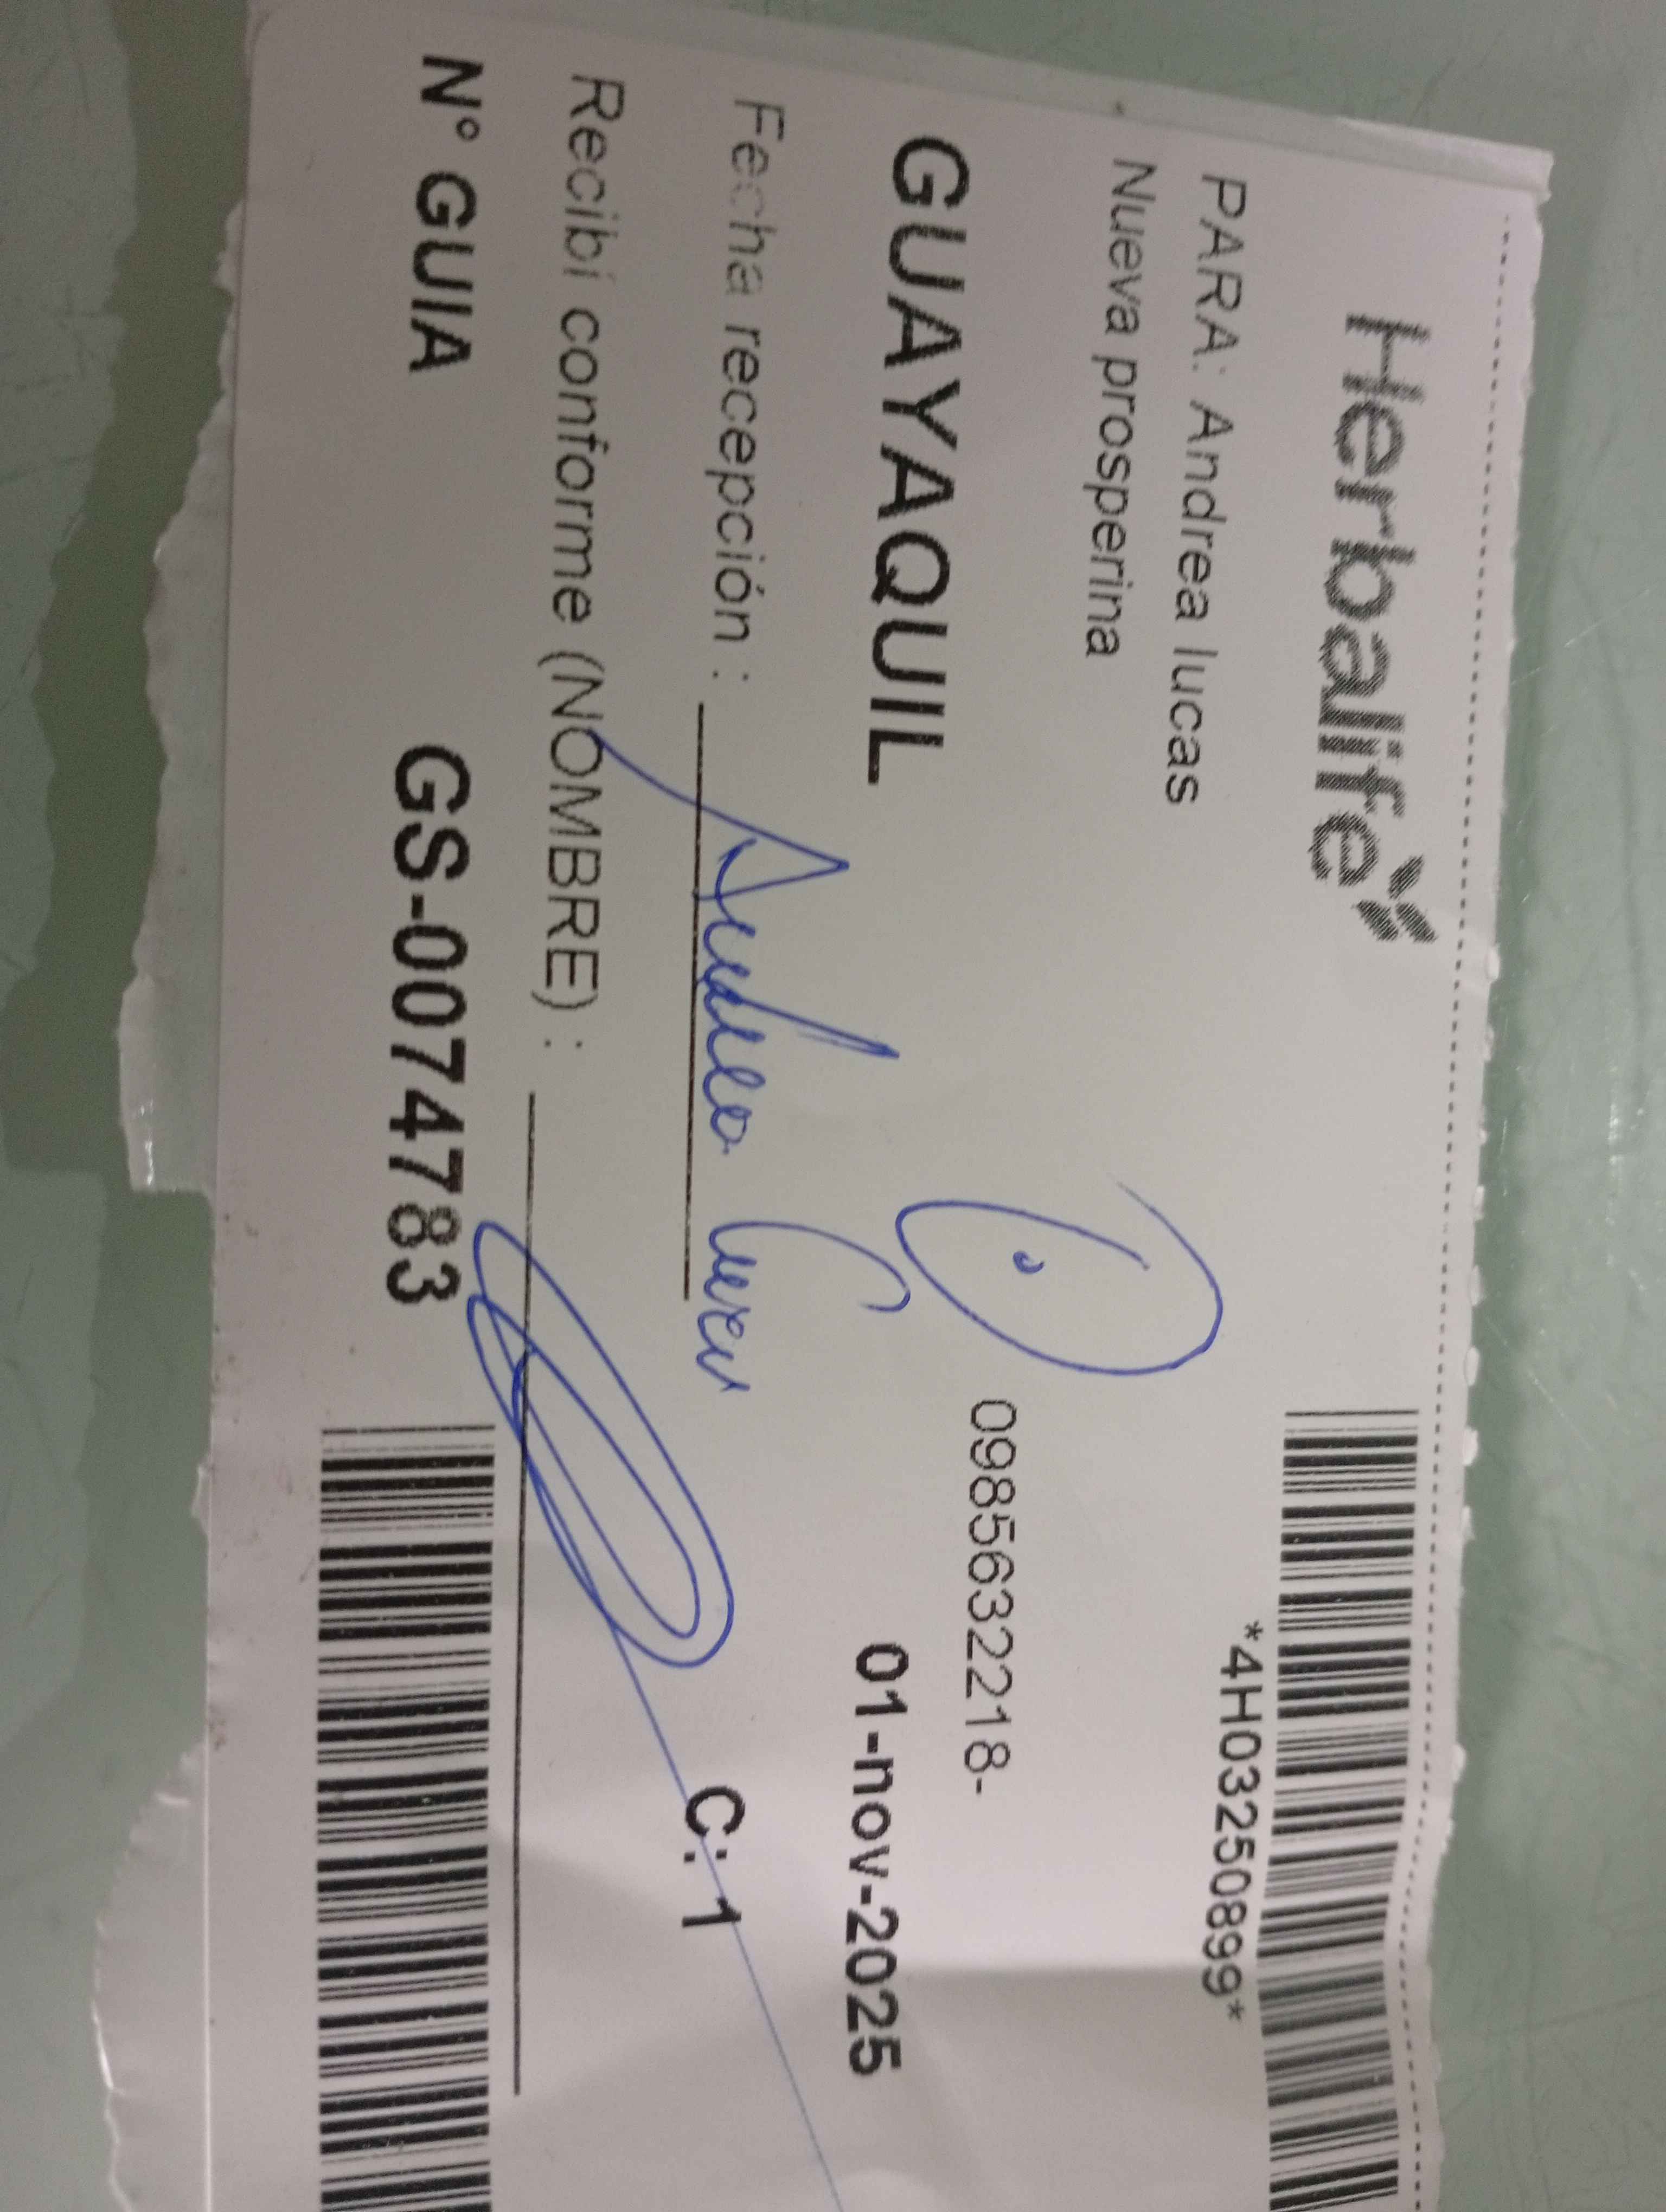 Herbalife
*4H03250899*
PARA: Andrea lucas
Nueva prosperina
0985632218-
GUAYAQUIL 01-nov-2025
Fecha recepción :
C: 1
Recibí conforme (NOMBRE) :
N° GUIA GS-0074783